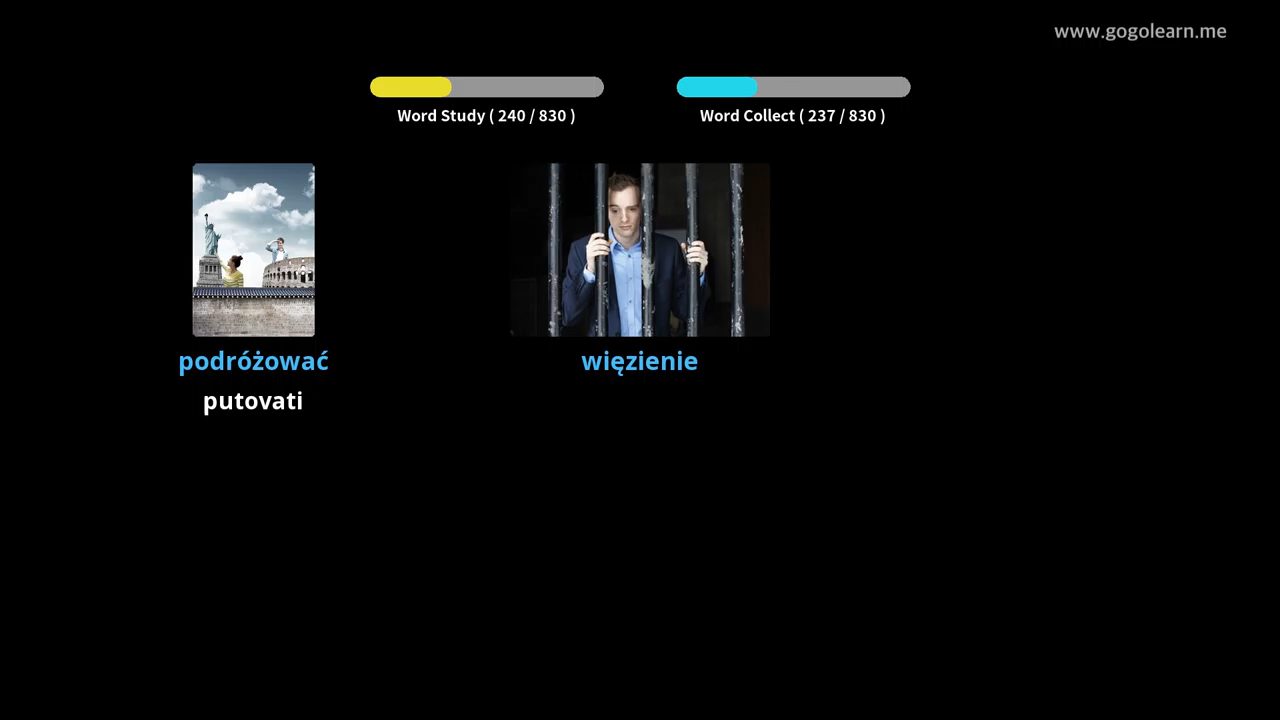 www.gogolearn.me
Word Study ( 240 / 830 )
Word Collect ( 237 / 830 )
podróżować
więzienie
putovati